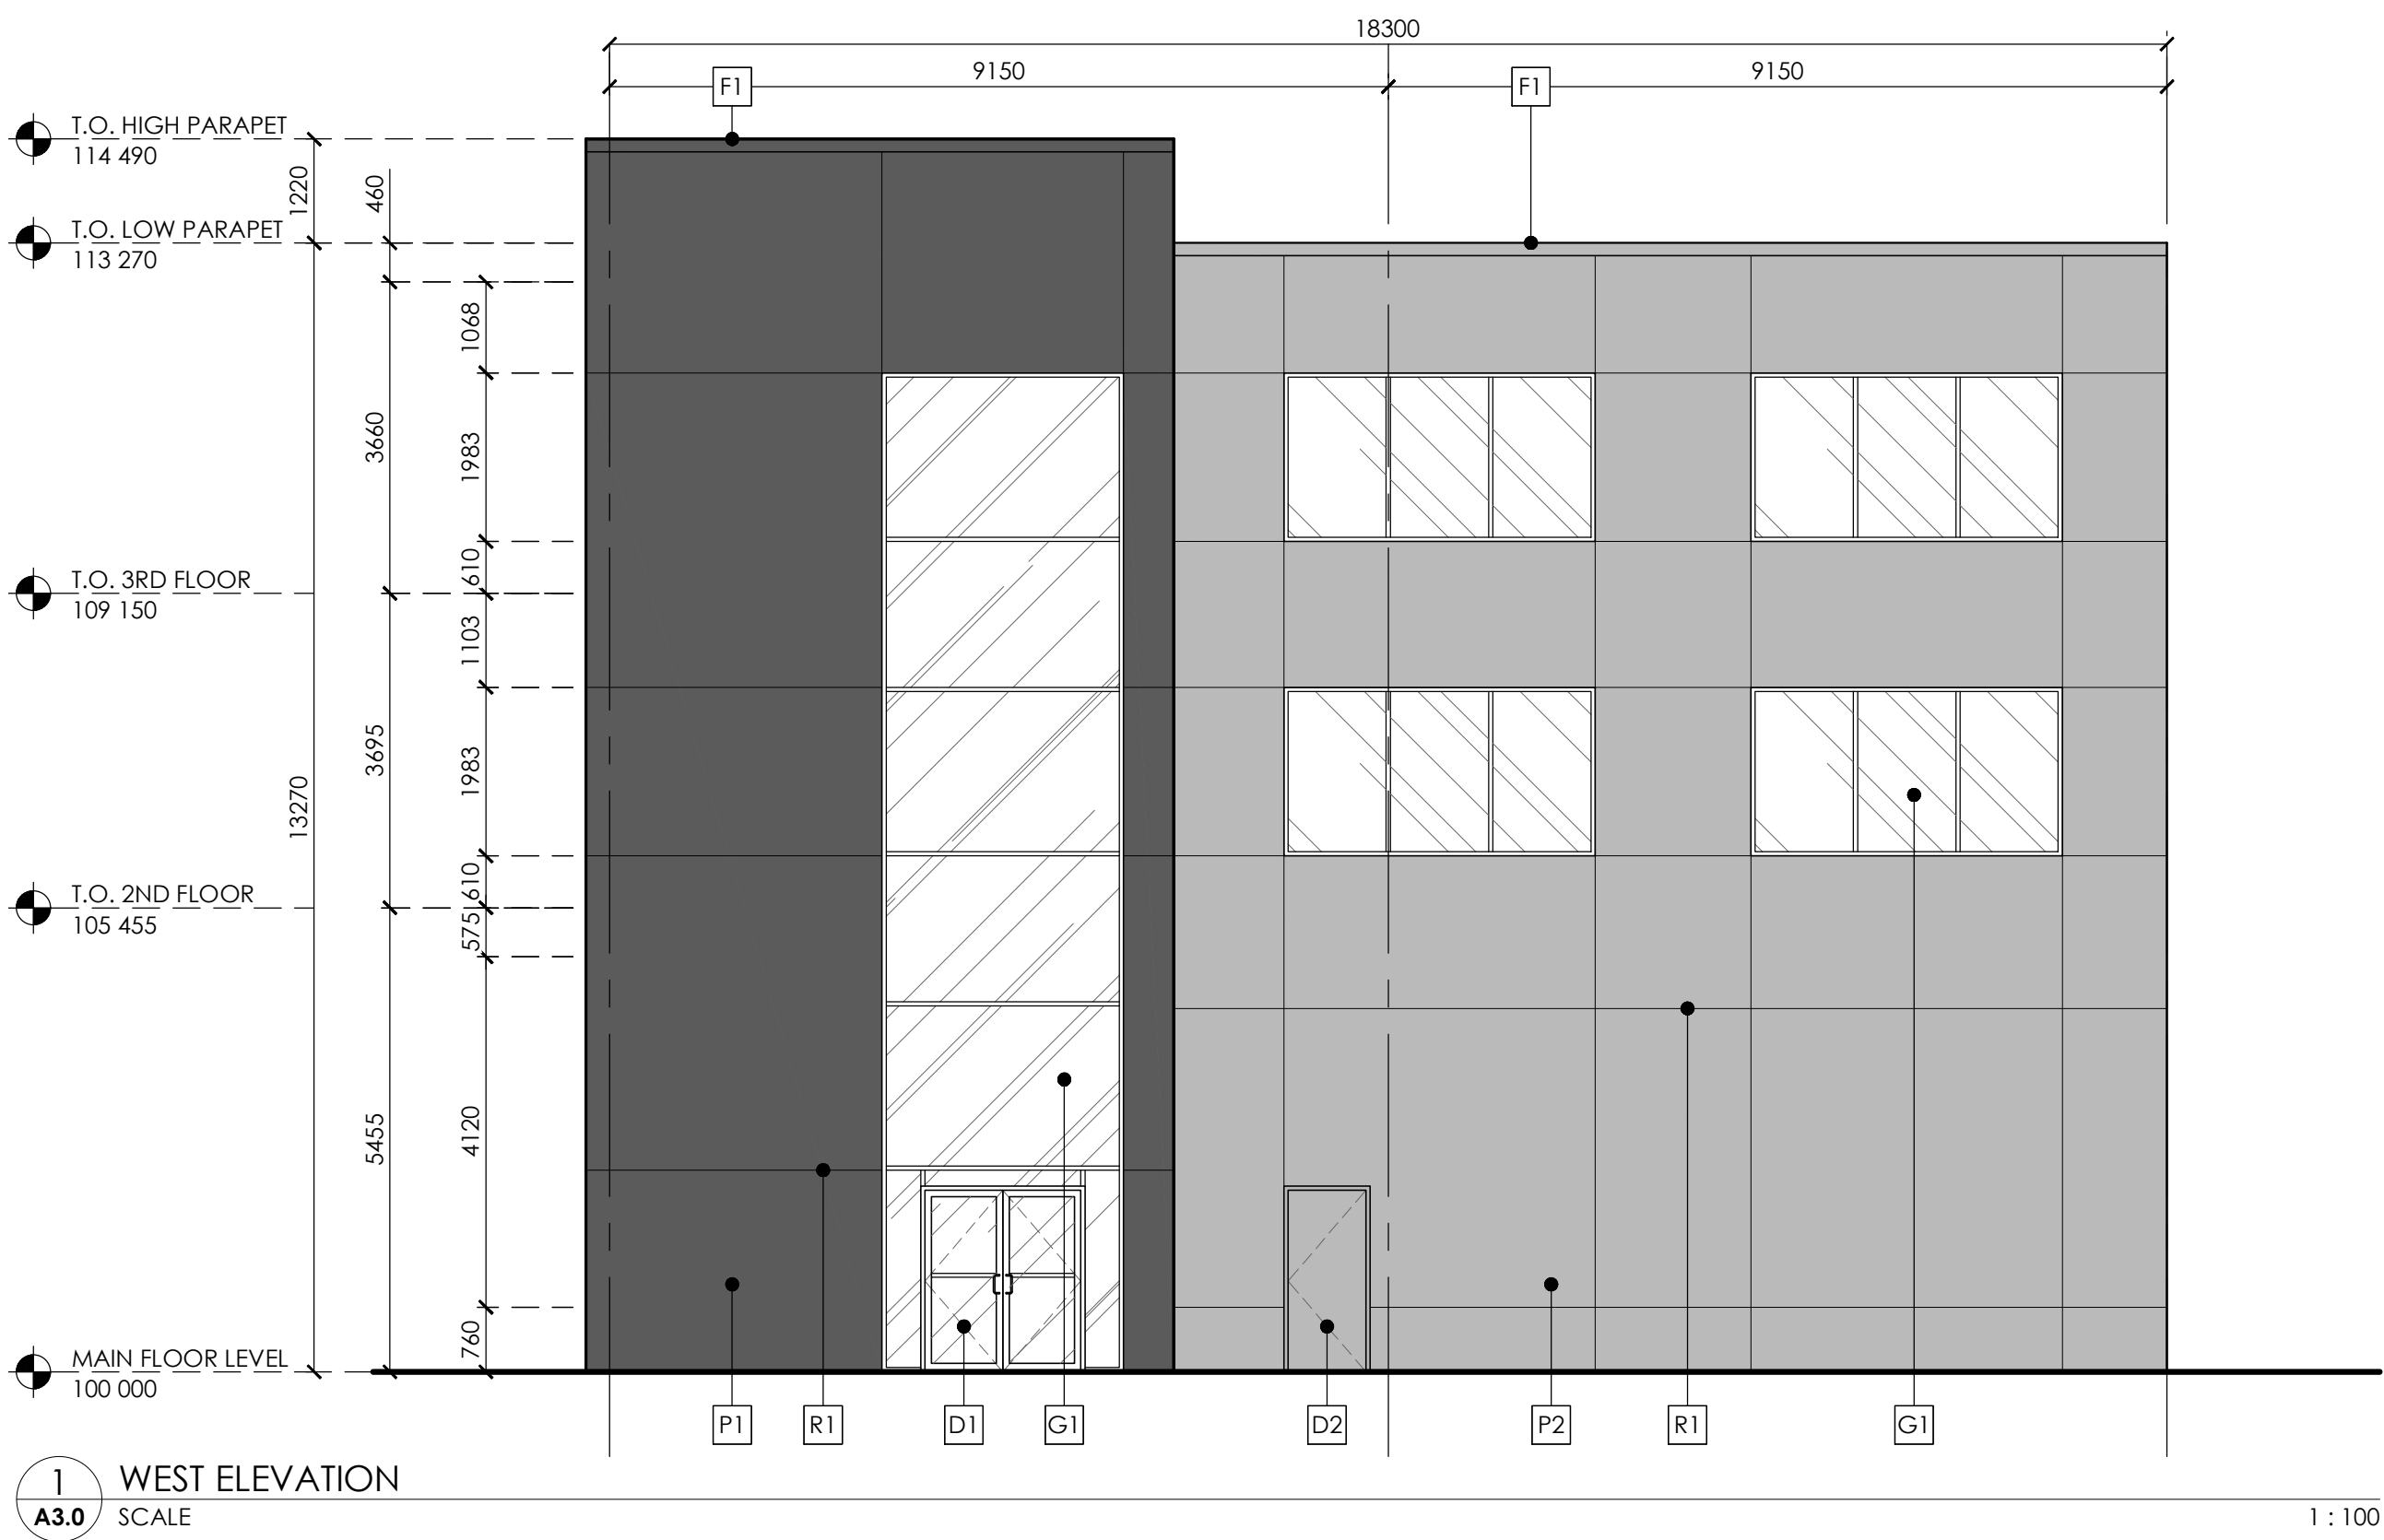 18300
9150
9150
F1
F1
T.O. HIGH PARAPET
114 490
1220
460
T.O. LOW PARAPET
113 270
1068
3660
1983
610
T.O. 3RD FLOOR
109 150
1103
3695
1983
13270
610
T.O. 2ND FLOOR
105 455
575
5455
4120
760
MAIN FLOOR LEVEL
100 000
P1
R1
D1
G1
D2
P2
R1
G1
1
WEST ELEVATION
A3.0
SCALE
1 : 100